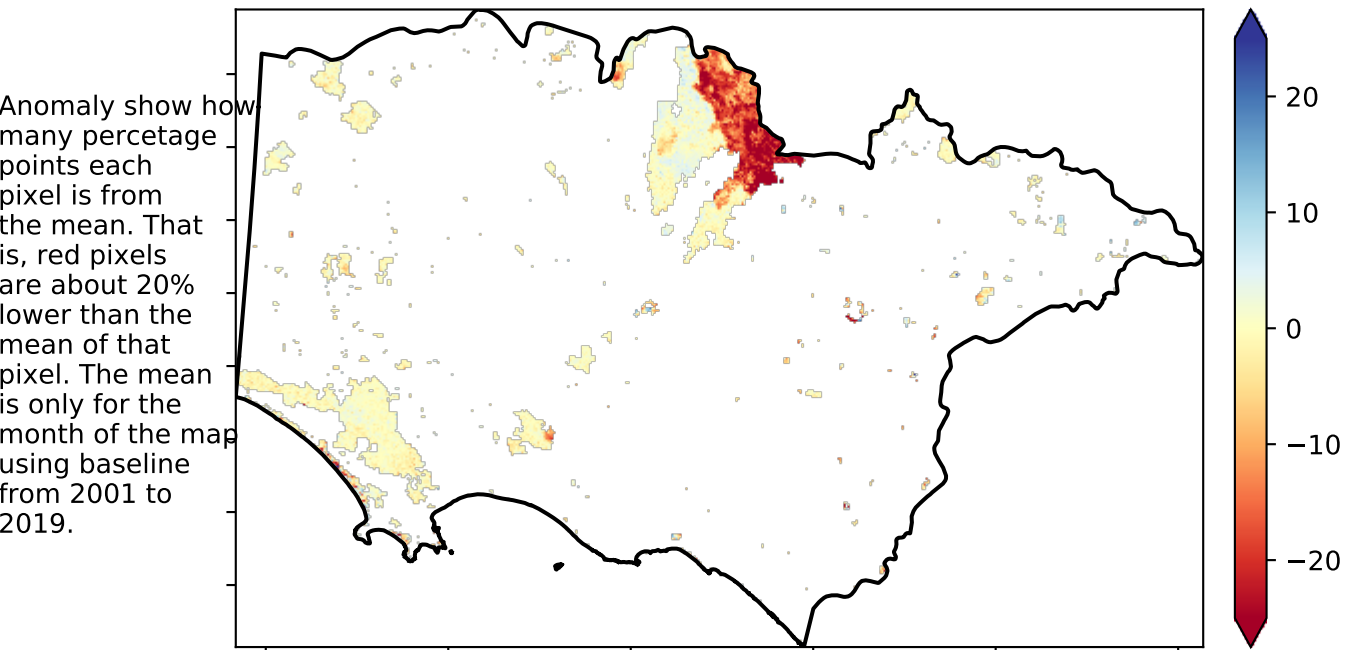 Anomaly show how
many percetage
points each
pixel is from
the mean. That
is, red pixels
are about 20%
lower than the
mean of that
pixel. The mean
is only for the
month of the map
using baseline
from 2001 to
2019.
20
10
0
−10
−20